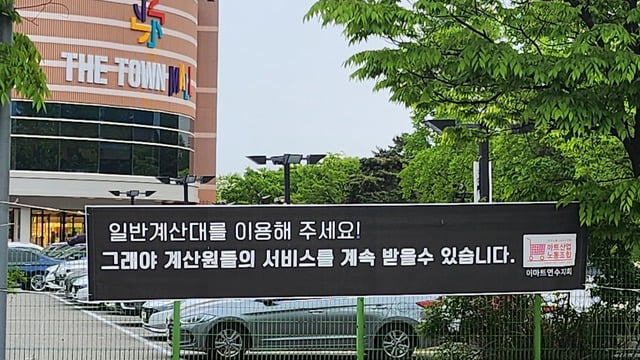 THE TOWN MALL
일반계산대를 이용해 주세요!
그래야 계산원들의 서비스를 계속 받을수 있습니다.
마트산업
노동조합
이마트연수지회